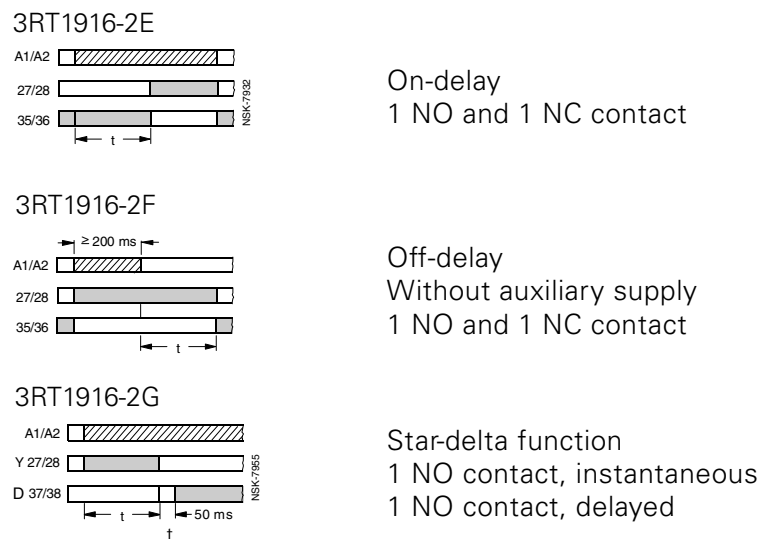 3RT1916-2E
A1/A2
27/28
35/36
t
NSK-7932
On-delay
1 NO and 1 NC contact
3RT1916-2F
≥ 200 ms
A1/A2
27/28
35/36
t
Off-delay
Without auxiliary supply
1 NO and 1 NC contact
3RT1916-2G
A1/A2
Y 27/28
D 37/38
t
50 ms
t
NSK-7955
Star-delta function
1 NO contact, instantaneous
1 NO contact, delayed